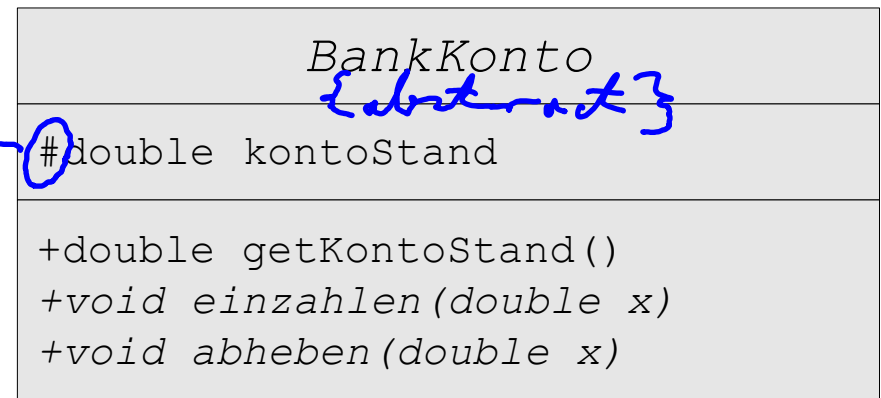 BankKonto
{abstract}
#double kontoStand
+double getKontoStand()
+void einzahlen(double x)
+void abheben(double x)